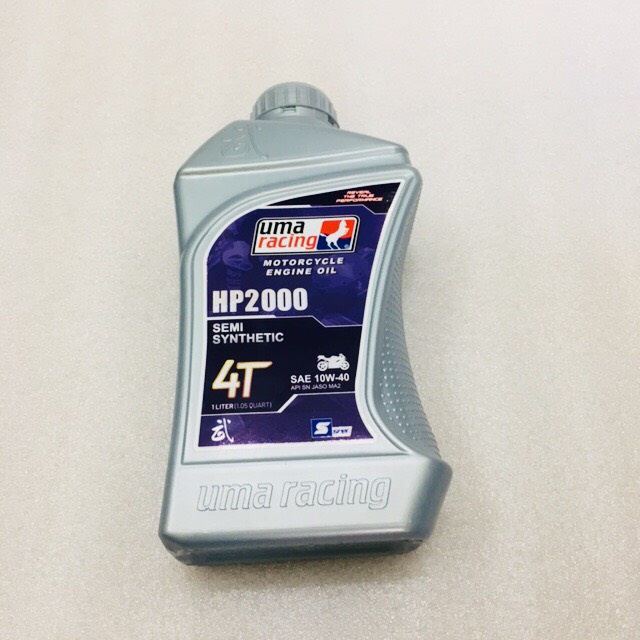 REVEAL
THE TRUE
PERFORMANCE
uma
racing
MOTORCYCLE
ENGINE OIL
HP2000
SEMI
SYNTHETIC
4T
SAE 10W-40
API SN JASO MA2
1 LITER (1.05 QUART)
武
S
uma racing